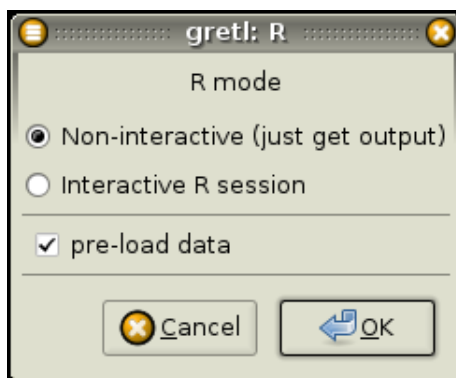 gretl: R
R mode
Non-interactive (just get output)
Interactive R session
pre-load data
Cancel OK